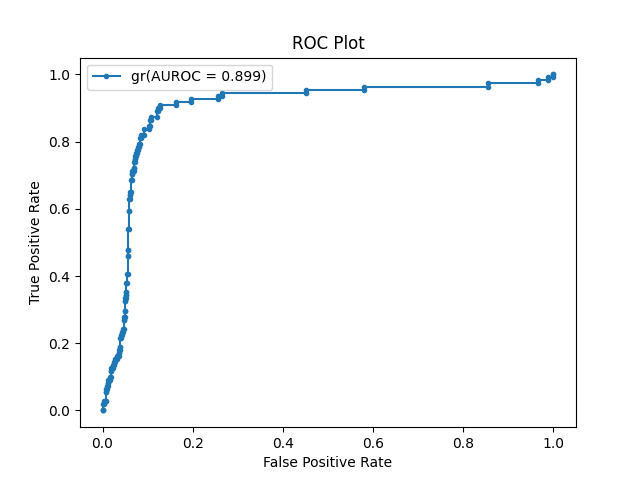 ROC Plot
gr(AUROC = 0.899)
1.0
0.8
0.6
0.4
0.2
0.0
True Positive Rate
0.0 0.2 0.4 0.6 0.8 1.0
False Positive Rate